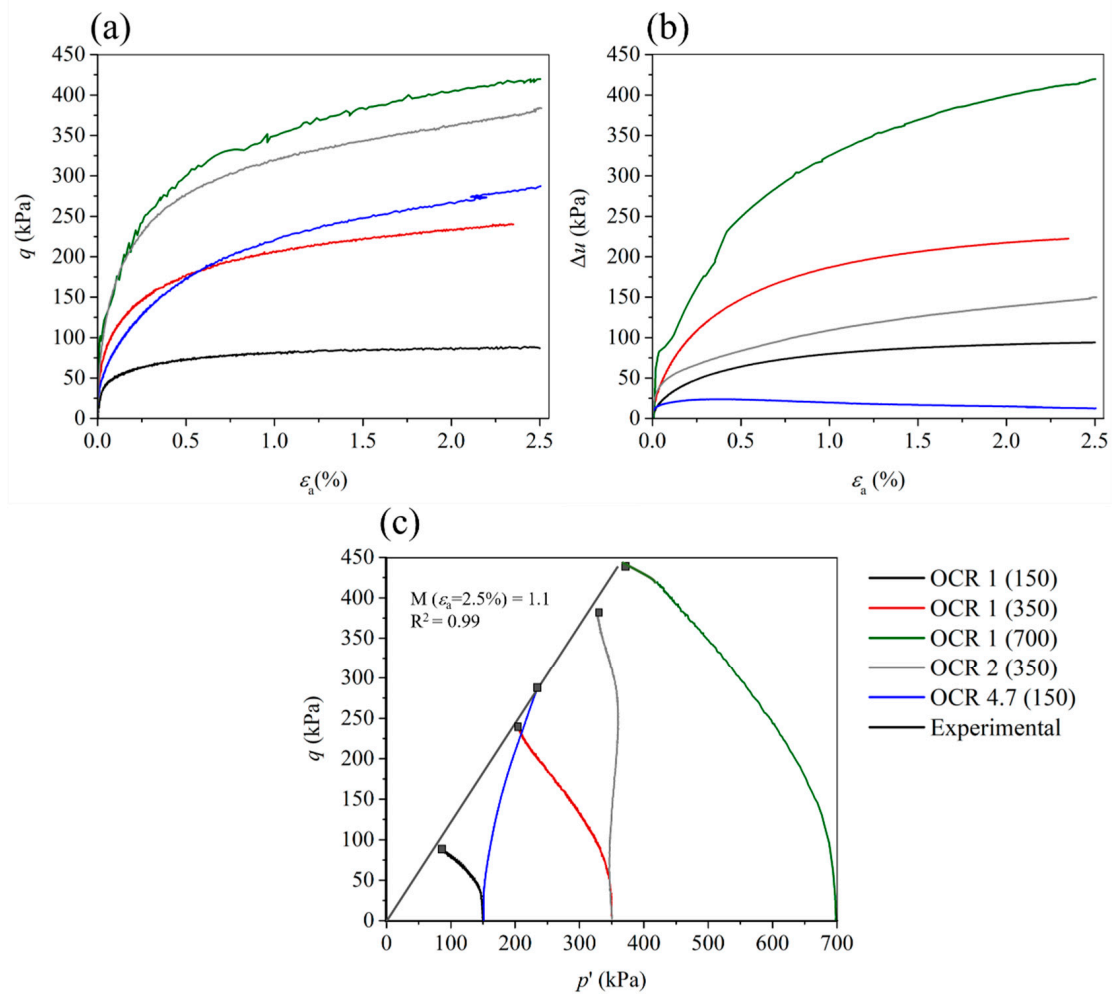 (a)
450
400
350
300
250
200
150
100
50
0
q (kPa)
0.0 0.5 1.0 1.5 2.0 2.5
εa(%)
(b)
450
400
350
300
250
200
150
100
50
0
Δu (kPa)
0.0 0.5 1.0 1.5 2.0 2.5
εa (%)
(c)
450
400
350
300
250
200
150
100
50
0
q (kPa)
M (εa=2.5%) = 1.1
R² = 0.99
100 200 300 400 500 600 700
p' (kPa)
OCR 1 (150)
OCR 1 (350)
OCR 1 (700)
OCR 2 (350)
OCR 4.7 (150)
Experimental